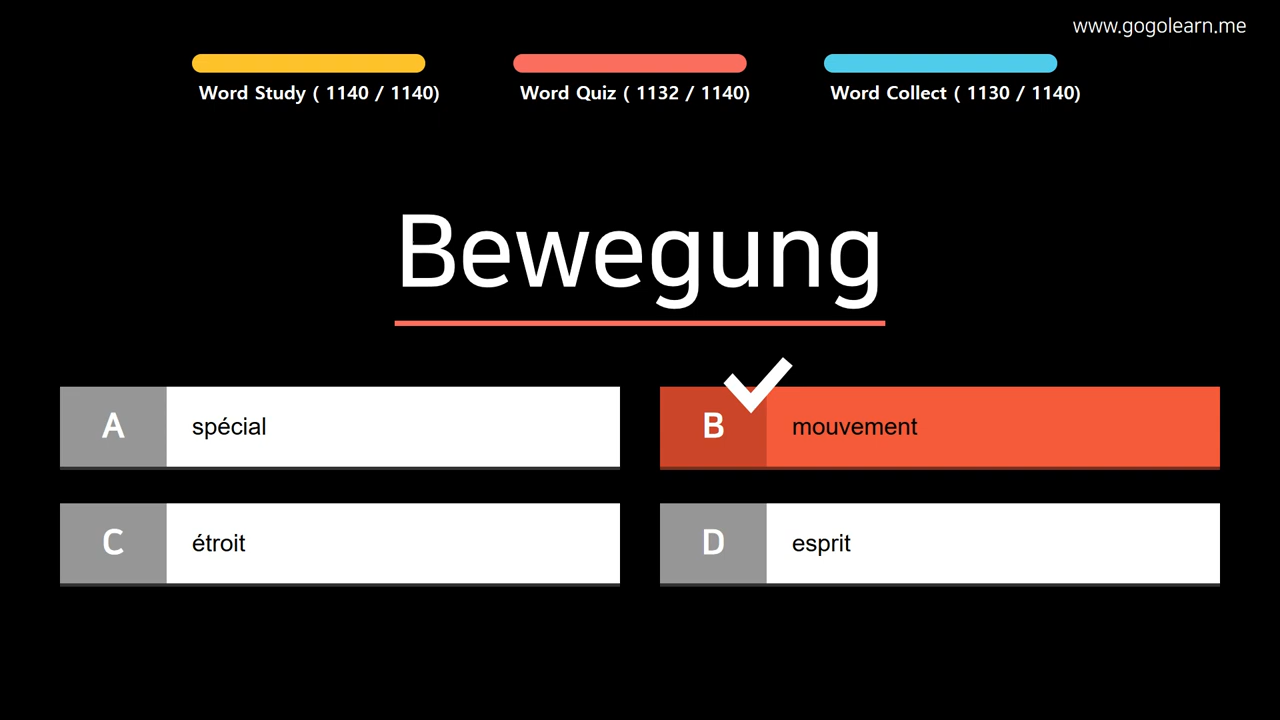 www.gogolearn.me
Word Study ( 1140 / 1140)
Word Quiz ( 1132 / 1140)
Word Collect ( 1130 / 1140)
Bewegung
A spécial
B mouvement
C étroit
D esprit